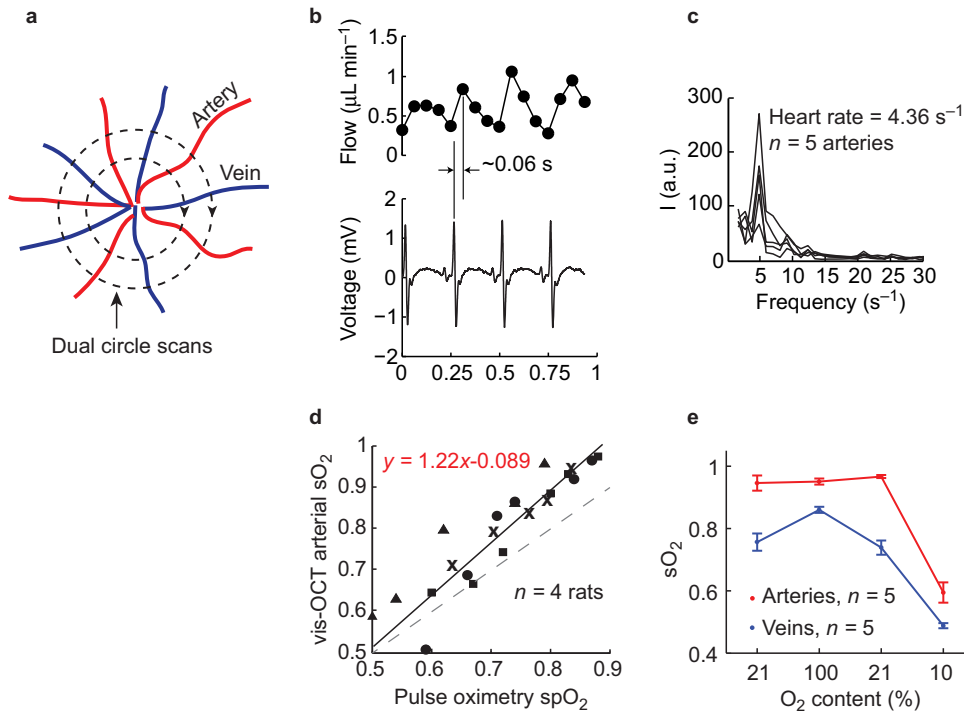 a
Artery
Vein
Dual circle scans
b
Flow (μL min⁻¹)
1.5
1
0.5
0
~0.06 s
Voltage (mV)
2
1
0
−1
−2
0
0.25
0.5
0.75
1
c
I (a.u.)
300
200
100
0
Heart rate = 4.36 s⁻¹
n = 5 arteries
5
10
15
20
25
30
Frequency (s⁻¹)
d
vis-OCT arterial sO₂
1.0
0.9
0.8
0.7
0.6
0.5
y = 1.22x-0.089
n = 4 rats
0.5
0.6
0.7
0.8
0.9
Pulse oximetry spO₂
e
sO₂
1
0.8
0.6
0.4
Arteries, n = 5
Veins, n = 5
21
100
21
10
O₂ content (%)